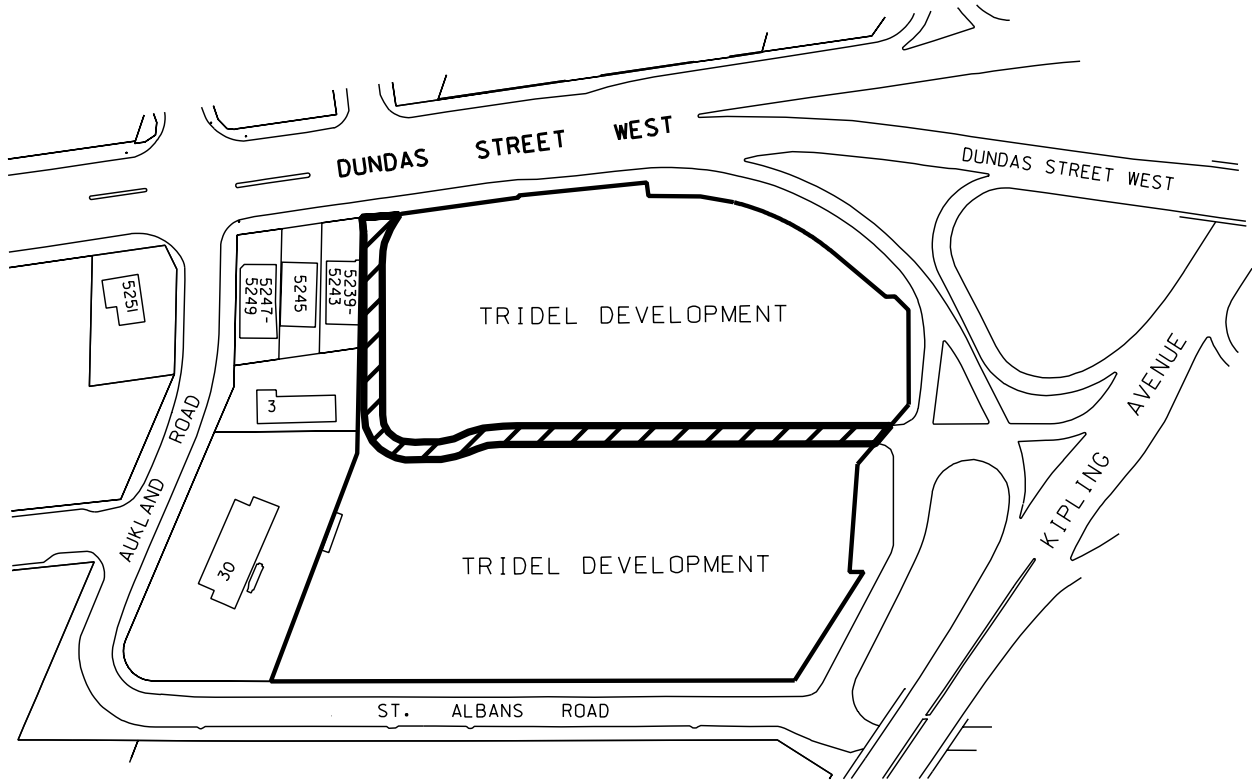 DUNDAS STREET WEST
DUNDAS STREET WEST
5251
5247-
5249
5245
5239-
5243
TRIDEL DEVELOPMENT
KIPLING AVENUE
3
AUKLAND ROAD
30
TRIDEL DEVELOPMENT
ST. ALBANS ROAD